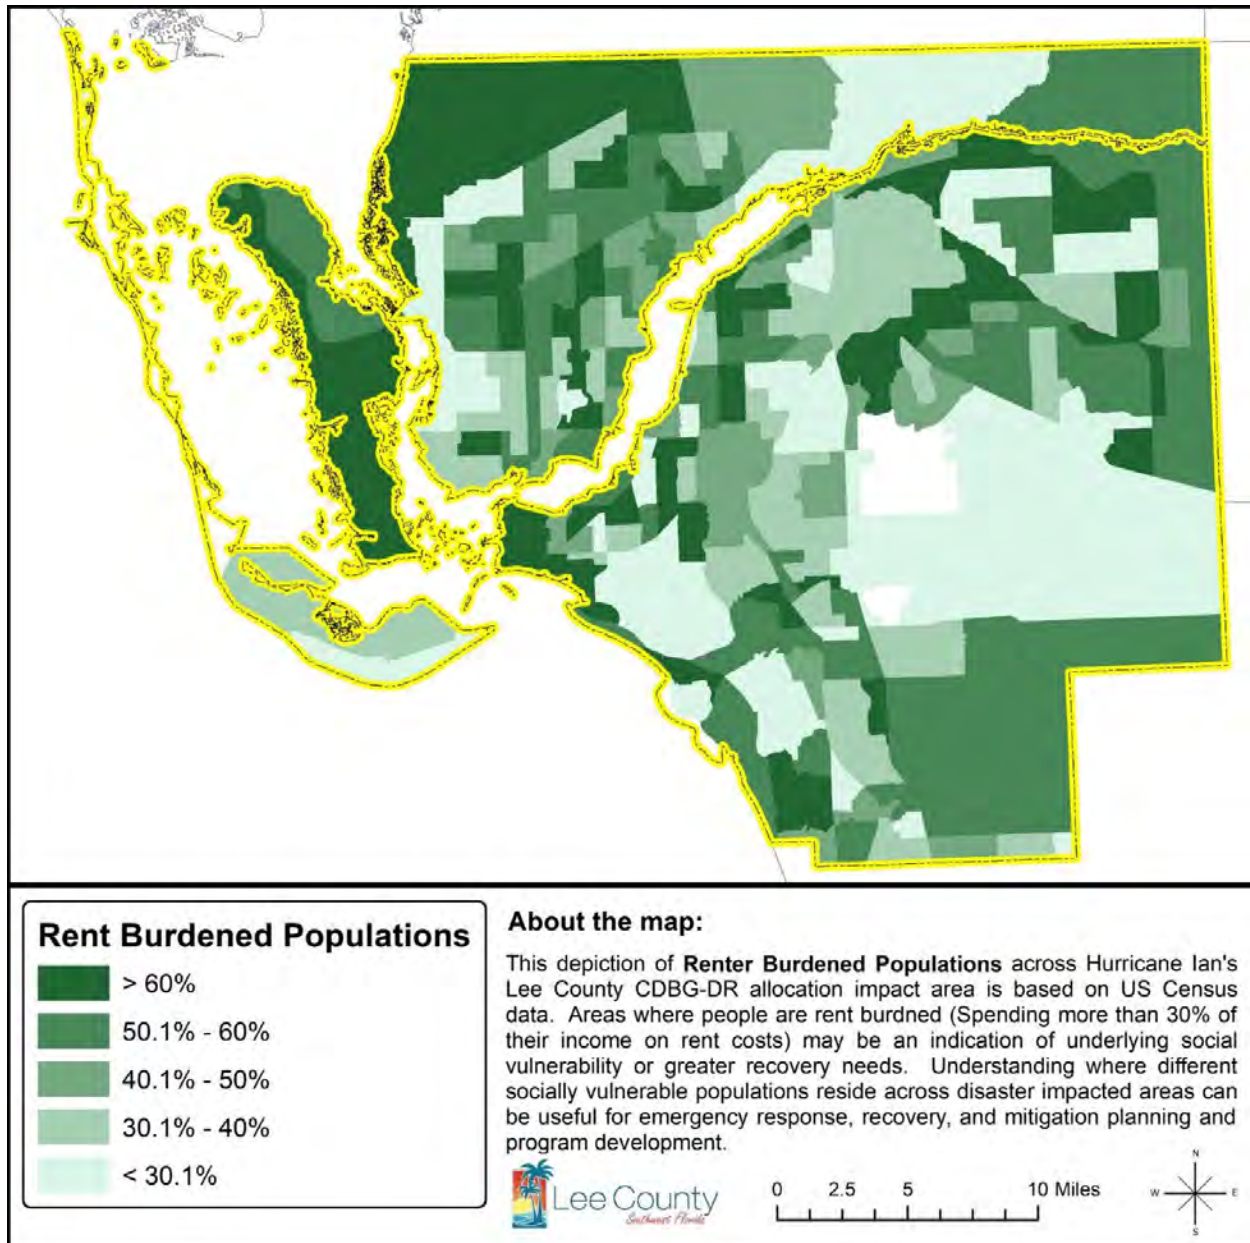 Rent Burdened Populations
> 60%
50.1% - 60%
40.1% - 50%
30.1% - 40%
< 30.1%
About the map:
This depiction of Renter Burdened Populations across Hurricane Ian's
Lee County CDBG-DR allocation impact area is based on US Census
data. Areas where people are rent burdned (Spending more than 30% of
their income on rent costs) may be an indication of underlying social
vulnerability or greater recovery needs. Understanding where different
socially vulnerable populations reside across disaster impacted areas can
be useful for emergency response, recovery, and mitigation planning and
program development.
Lee County
Southwest Florida
0 2.5 5 10 Miles
N
W E
S